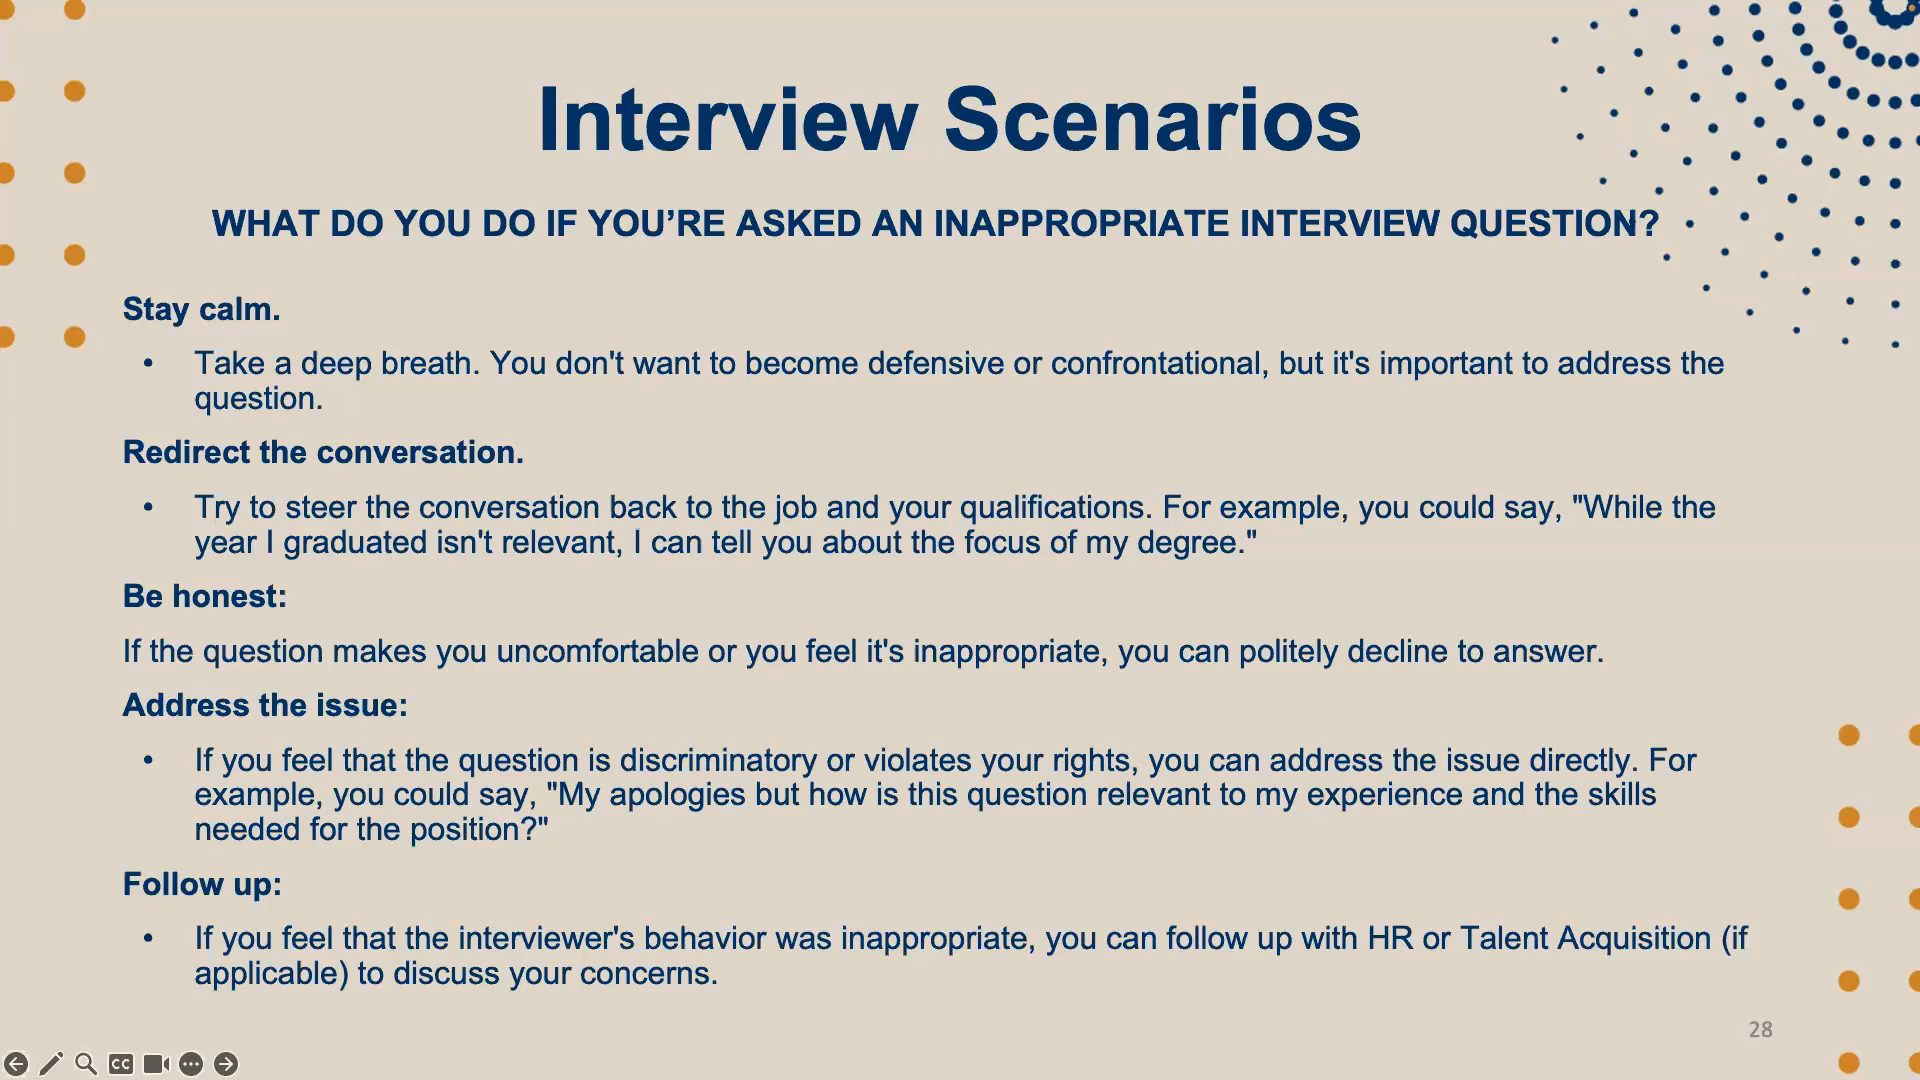 Interview Scenarios
WHAT DO YOU DO IF YOU’RE ASKED AN INAPPROPRIATE INTERVIEW QUESTION?
Stay calm.
• Take a deep breath. You don't want to become defensive or confrontational, but it's important to address the
question.
Redirect the conversation.
• Try to steer the conversation back to the job and your qualifications. For example, you could say, "While the
year I graduated isn't relevant, I can tell you about the focus of my degree."
Be honest:
If the question makes you uncomfortable or you feel it's inappropriate, you can politely decline to answer.
Address the issue:
• If you feel that the question is discriminatory or violates your rights, you can address the issue directly. For
example, you could say, "My apologies but how is this question relevant to my experience and the skills
needed for the position?"
Follow up:
• If you feel that the interviewer's behavior was inappropriate, you can follow up with HR or Talent Acquisition (if
applicable) to discuss your concerns.
28
CC